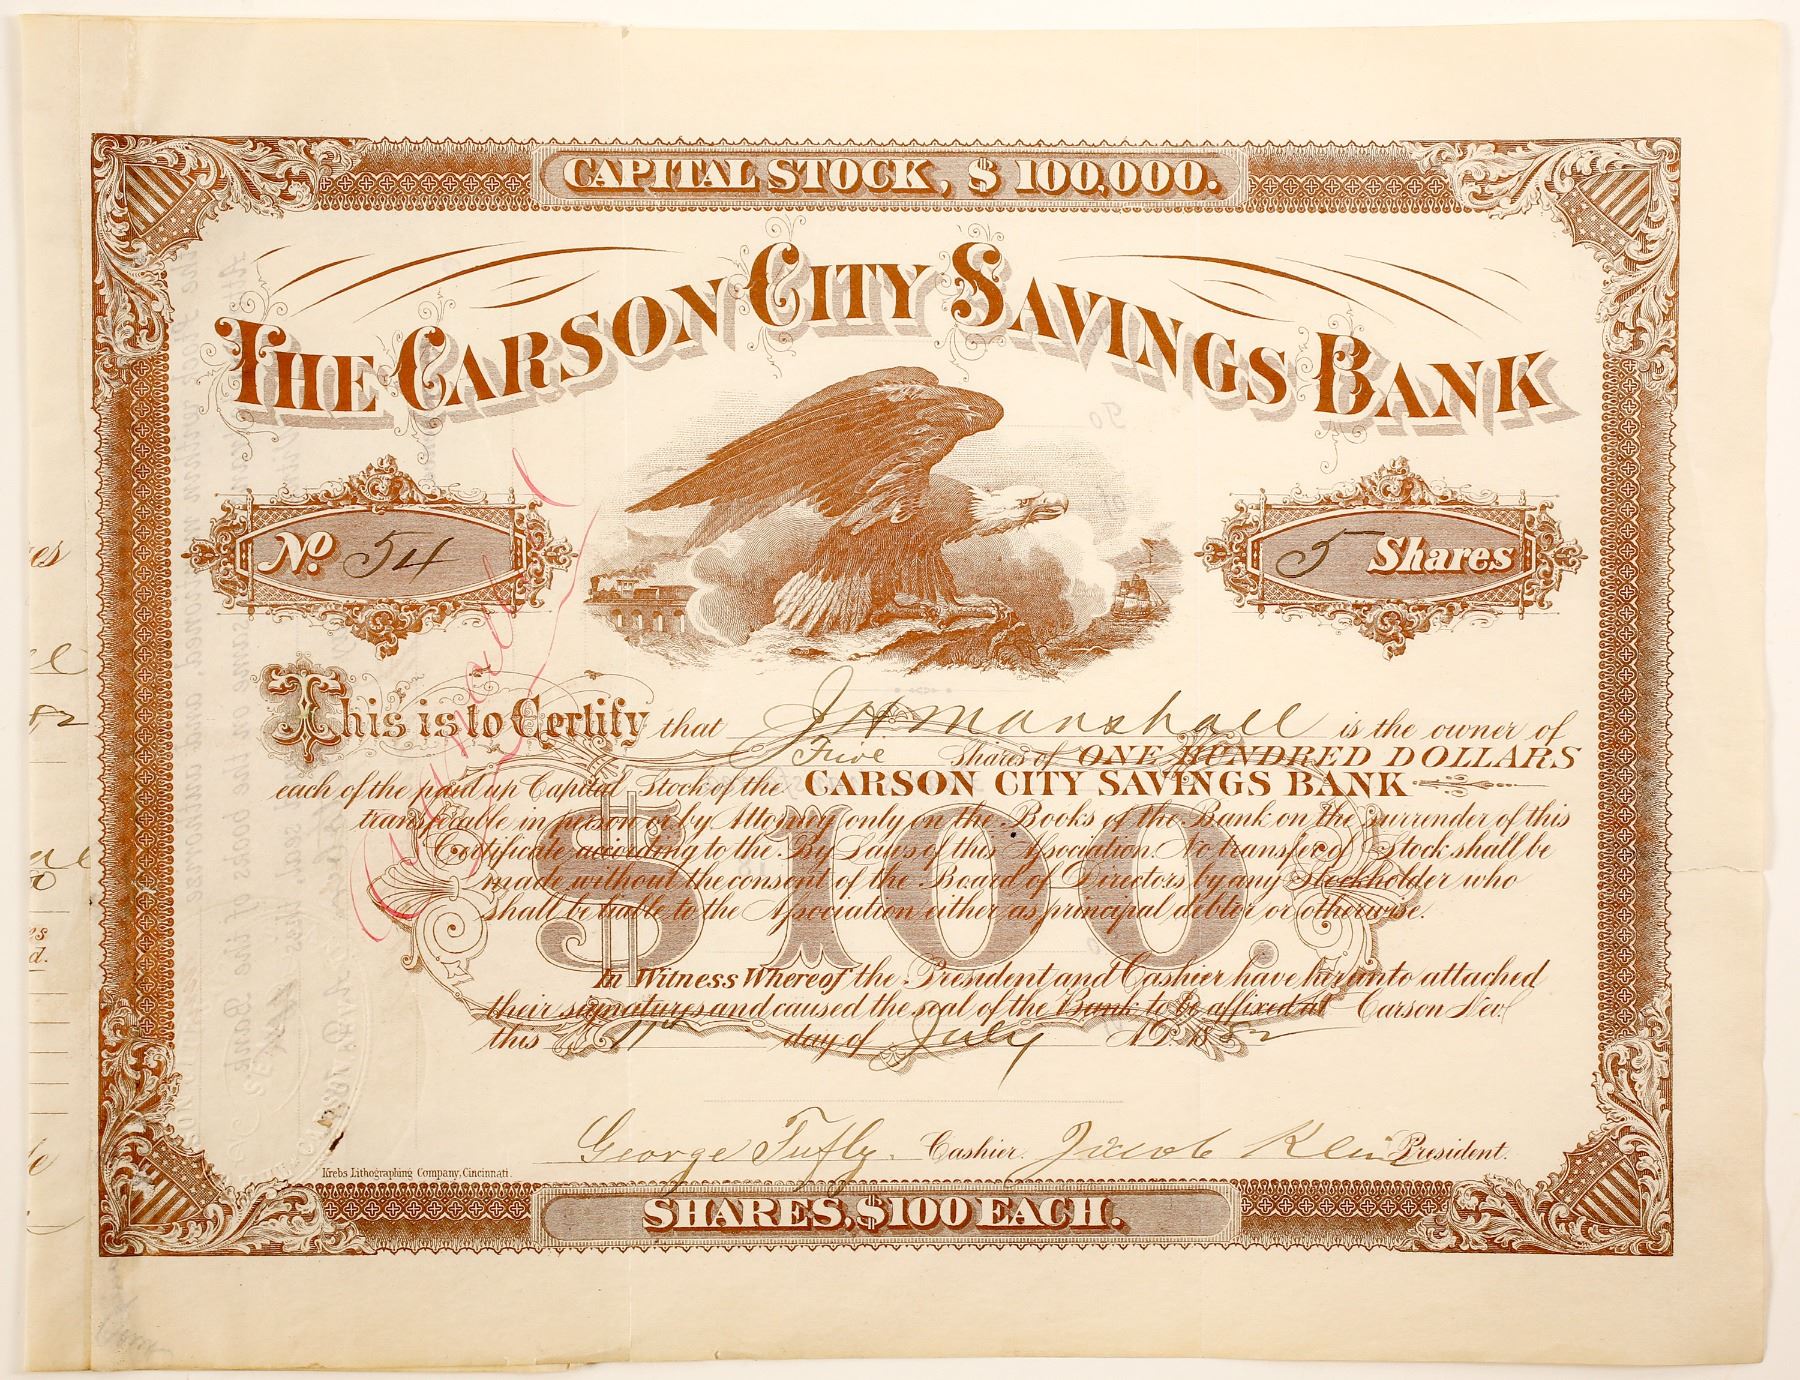 CAPITAL STOCK, $ 100,000.
THE CARSON CITY SAVINGS BANK
No. 54
5 Shares
Cancelled
This is to Certify that J H Marshall is the owner of
Five Shares of ONE HUNDRED DOLLARS
each of the paid up Capital Stock of the CARSON CITY SAVINGS BANK
transferable in person or by Attorney only on the Books of the Bank on the surrender of this
Certificate according to the By Laws of this Association. No transfer of Stock shall be
made without the consent of the Board of Directors by any Stockholder who
shall be liable to the Association either as principal debtor or otherwise.
$100.
In Witness Whereof the President and Cashier have hereunto attached
their signatures and caused the seal of the Bank to be affixed at Carson Nev.
this 11th day of July A.D. 1882
George Tufly Cashier. Jacob Klein President.
Krebs Lithographing Company, Cincinnati.
SHARES, $100 EACH.